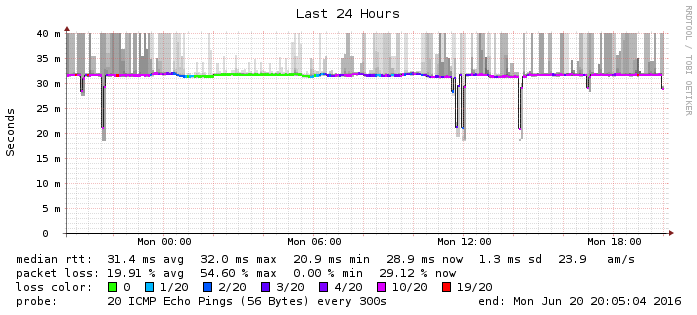 Last 24 Hours
RRDTOOL / TOBI OETIKER
Seconds
40 m
35 m
30 m
25 m
20 m
15 m
10 m
5 m
0
Mon 00:00 Mon 06:00 Mon 12:00 Mon 18:00
median rtt: 31.4 ms avg 32.0 ms max 20.9 ms min 28.9 ms now 1.3 ms sd 23.9 am/s
packet loss: 19.91 % avg 54.60 % max 0.00 % min 29.12 % now
loss color: 0 1/20 2/20 3/20 4/20 10/20 19/20
probe: 20 ICMP Echo Pings (56 Bytes) every 300s end: Mon Jun 20 20:05:04 2016